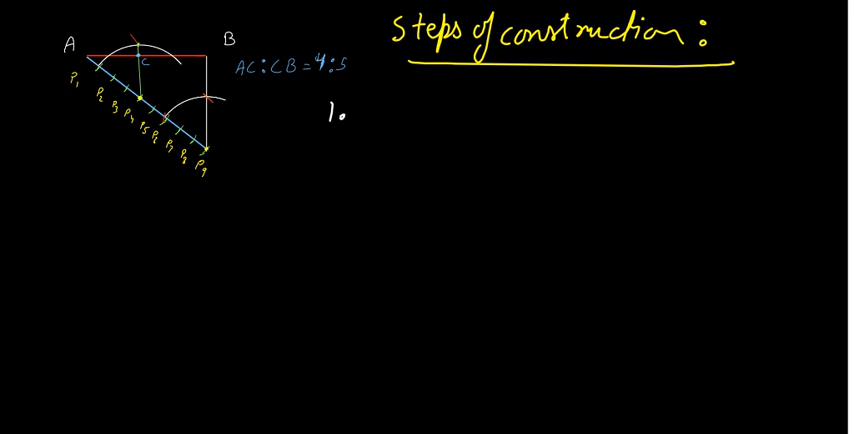 Steps of construction :
A
B
C
AC : CB = 4 : 5
P1
P2
P3
P4
P5
P6
P7
P8
P9
1.